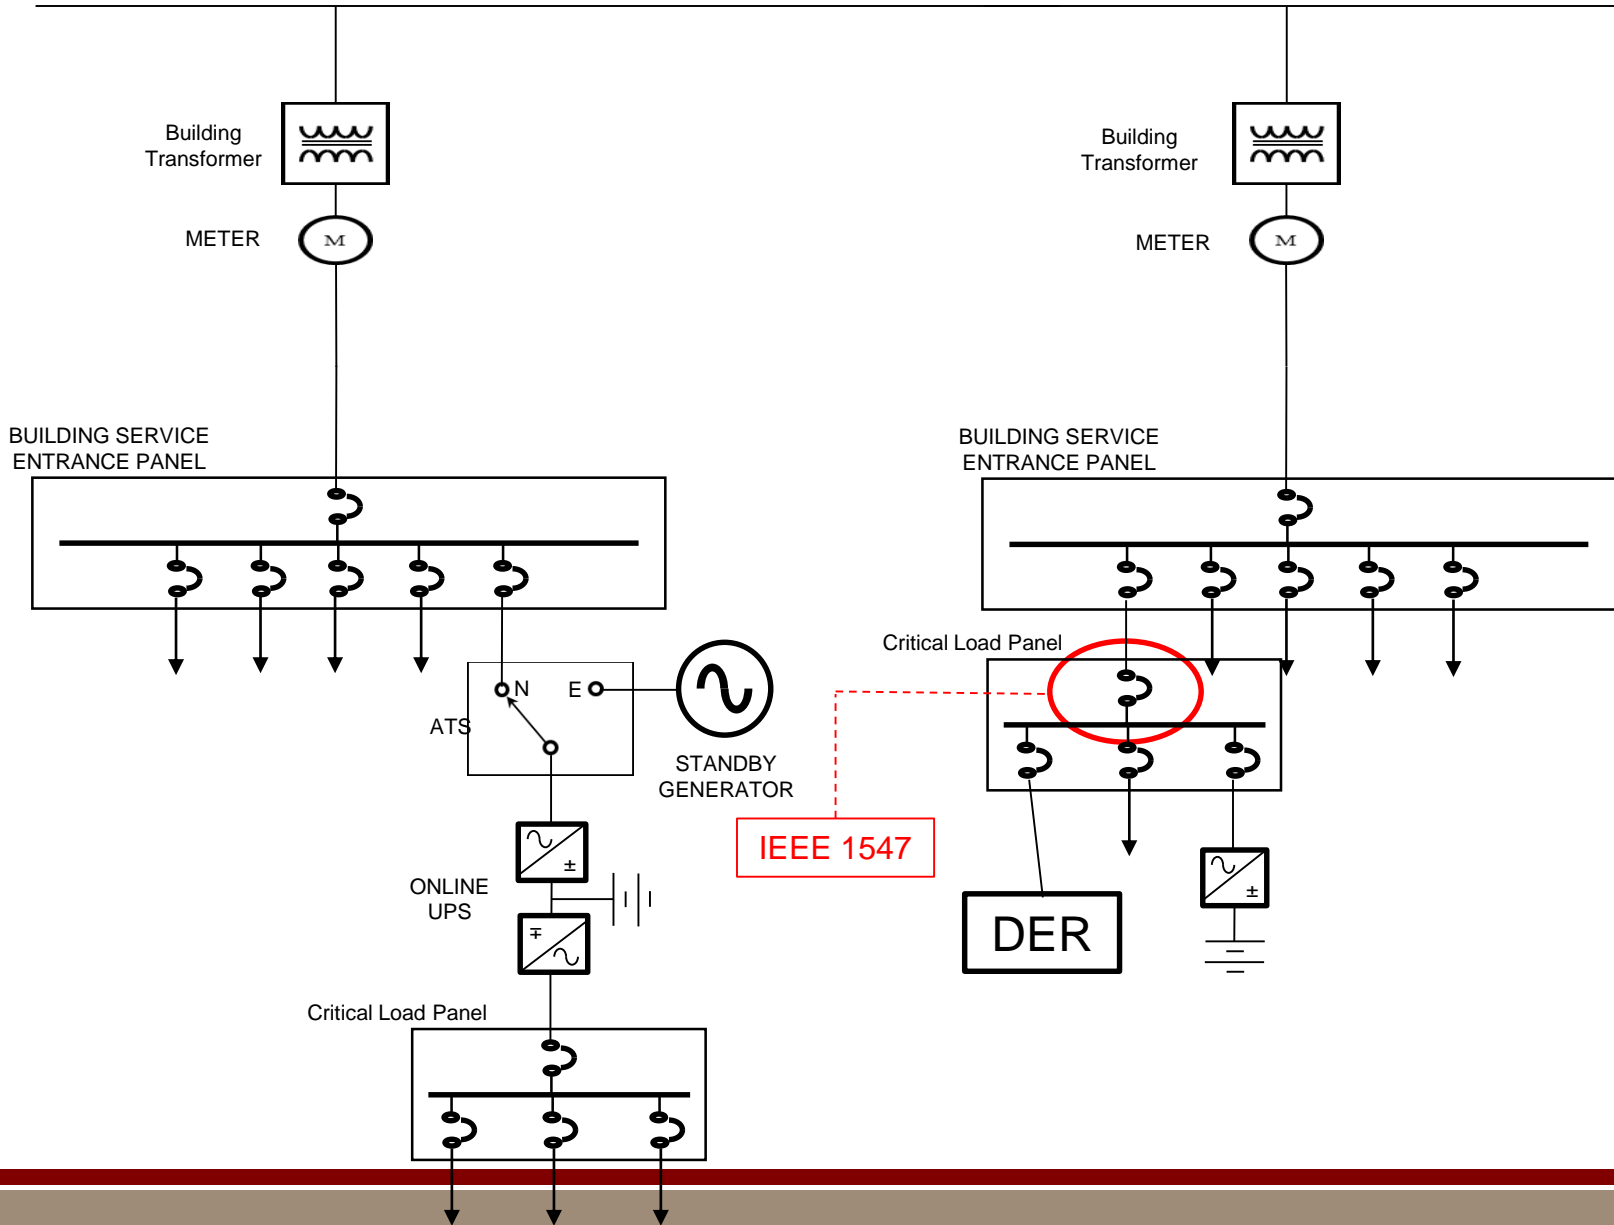 Building
Transformer
METER
M
BUILDING SERVICE
ENTRANCE PANEL
N
E
ATS
STANDBY
GENERATOR
±
ONLINE
UPS
∓
Critical Load Panel
Building
Transformer
METER
M
BUILDING SERVICE
ENTRANCE PANEL
Critical Load Panel
IEEE 1547
DER
±